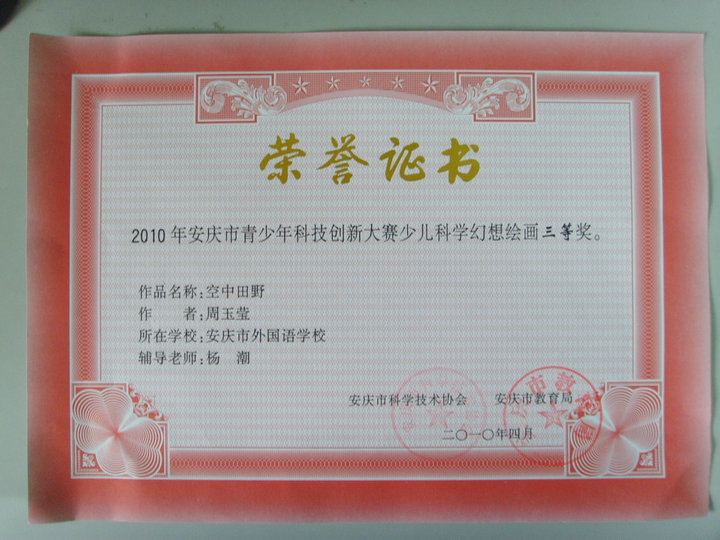 荣誉证书
2010年安庆市青少年科技创新大赛少儿科学幻想绘画三等奖。
作品名称:空中田野
作 者:周玉莹
所在学校:安庆市外国语学校
辅导老师:杨 潮
安庆市科学技术协会 安庆市教育局
二〇一〇年四月